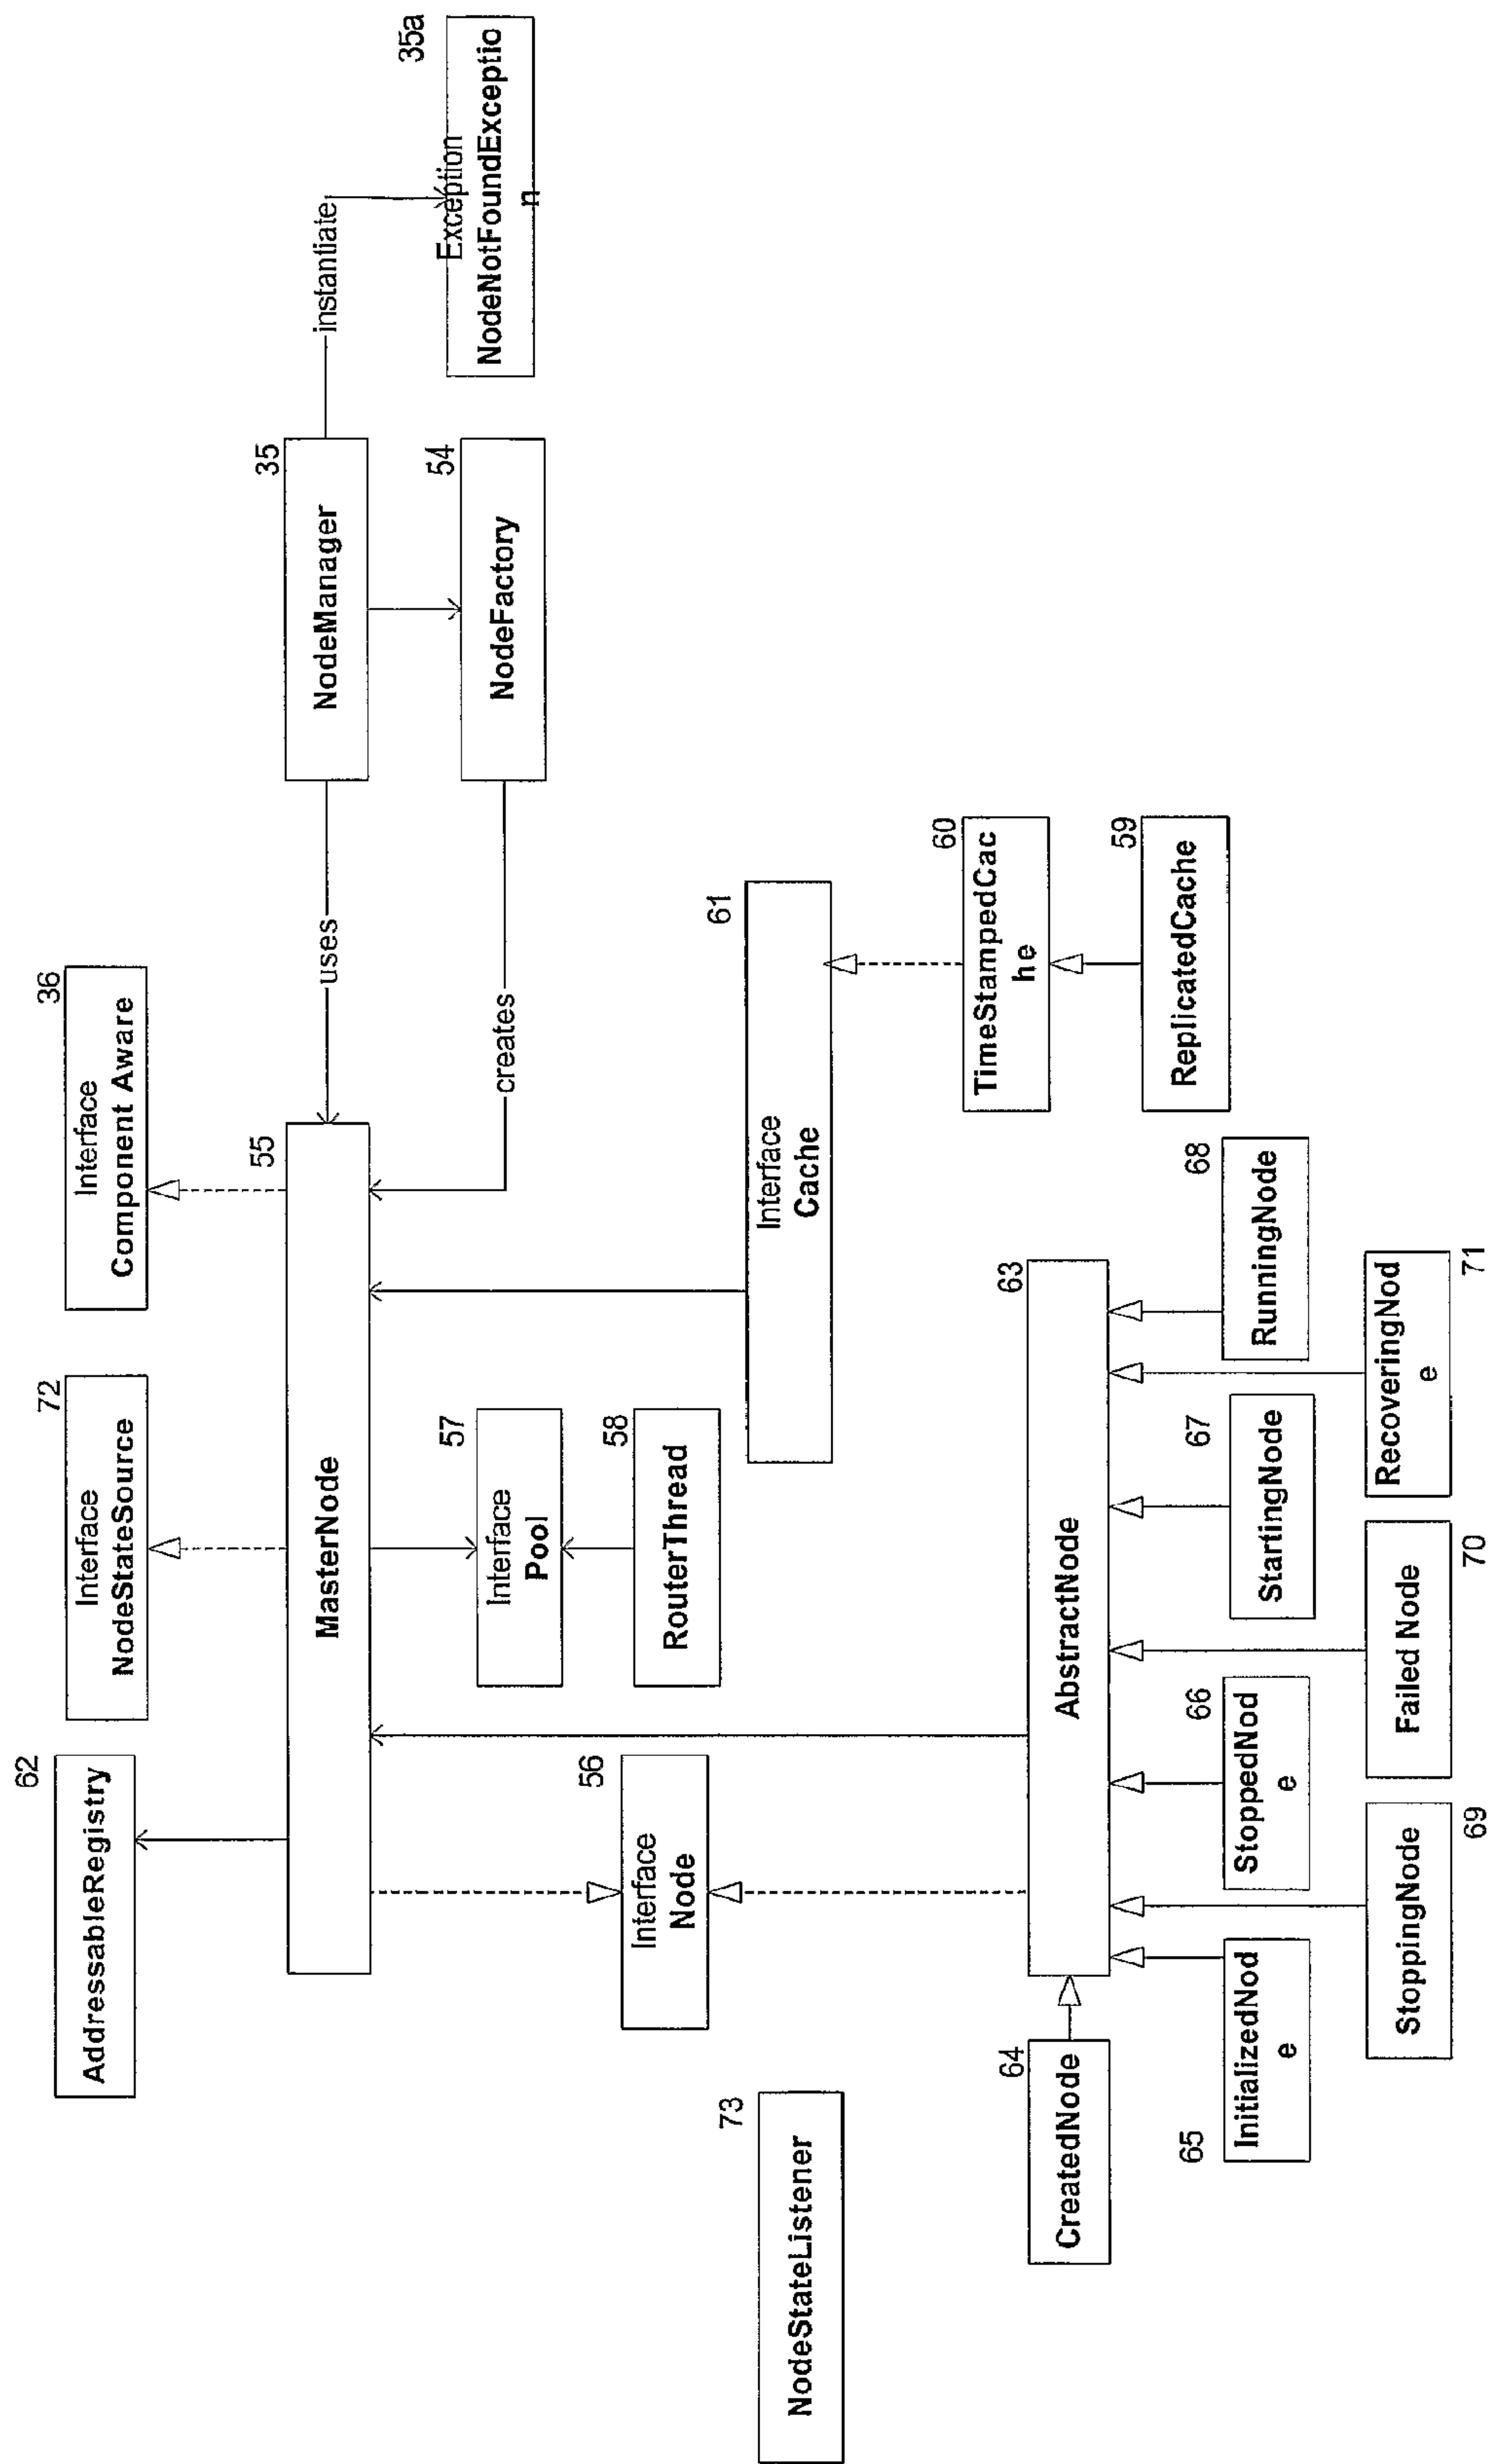 62
AddressableRegistry
72
Interface
NodeStateSource
36
Interface
Component Aware
55
MasterNode
uses
35
NodeManager
instantiate
35a
Exception
NodeNotFoundExceptio
n
54
NodeFactory
creates
57
Interface
Pool
58
RouterThread
56
Interface
Node
73
NodeStateListener
61
Interface
Cache
60
TimeStampedCac
he
59
ReplicatedCache
63
AbstractNode
64
CreatedNode
65
InitializedNod
e
66
StoppedNod
e
67
StartingNode
68
RunningNode
69
StoppingNode
70
Failed Node
71
RecoveringNod
e